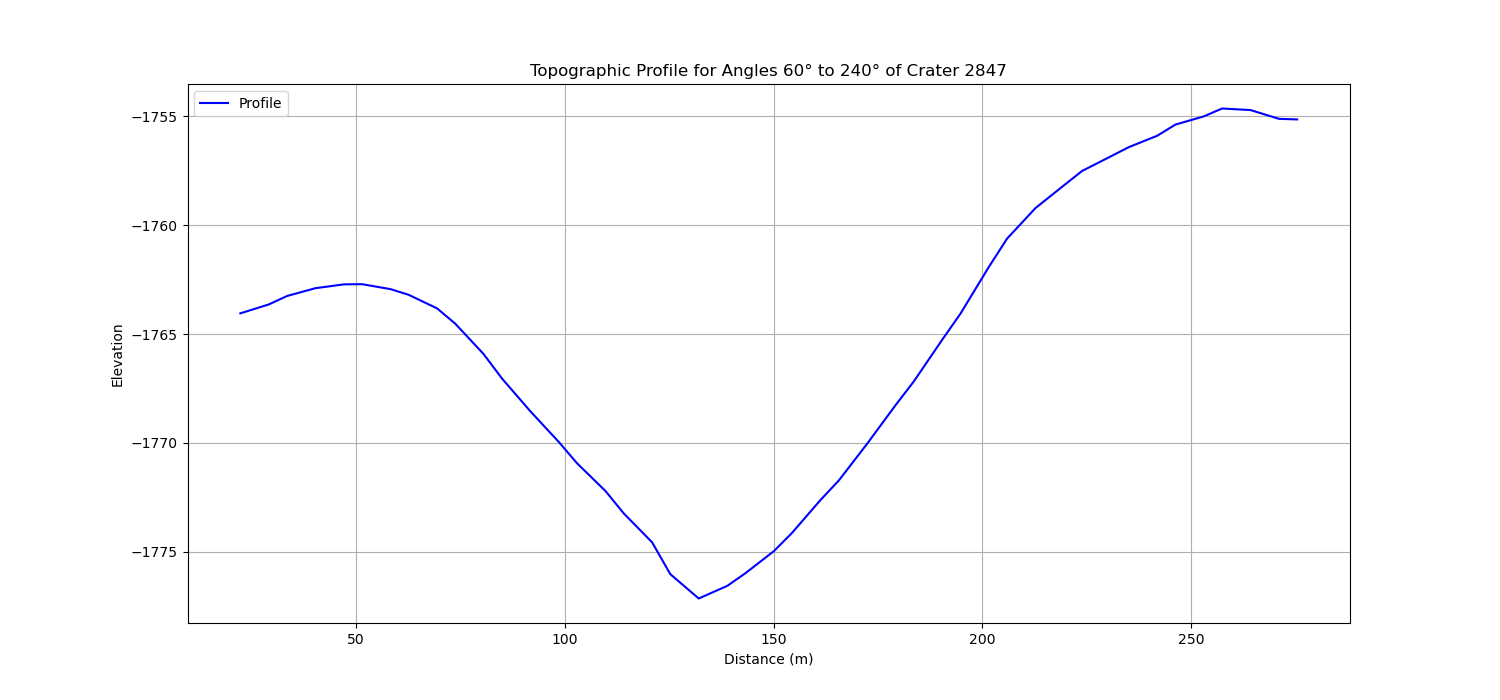 Topographic Profile for Angles 60° to 240° of Crater 2847
Profile
−1755
−1760
−1765
−1770
−1775
Elevation
50 100 150 200 250
Distance (m)